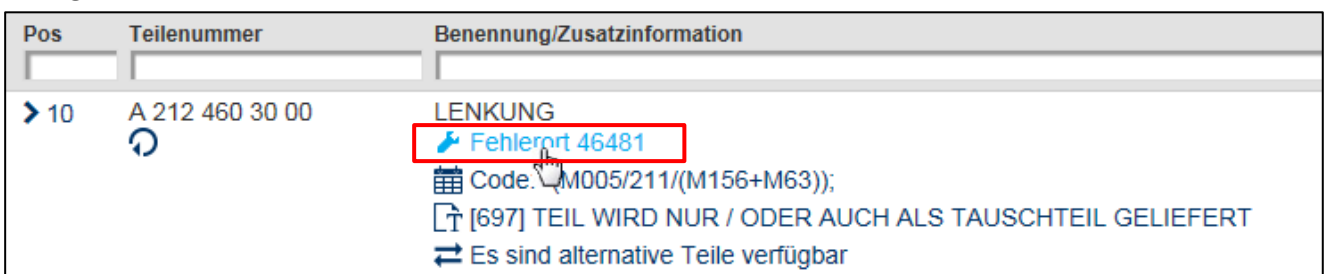 Pos Teilenummer Benennung/Zusatzinformation
10 A 212 460 30 00 LENKUNG
Fehlerort 46481
Code: (M005/211/(M156+M63));
[697] TEIL WIRD NUR / ODER AUCH ALS TAUSCHTEIL GELIEFERT
Es sind alternative Teile verfügbar